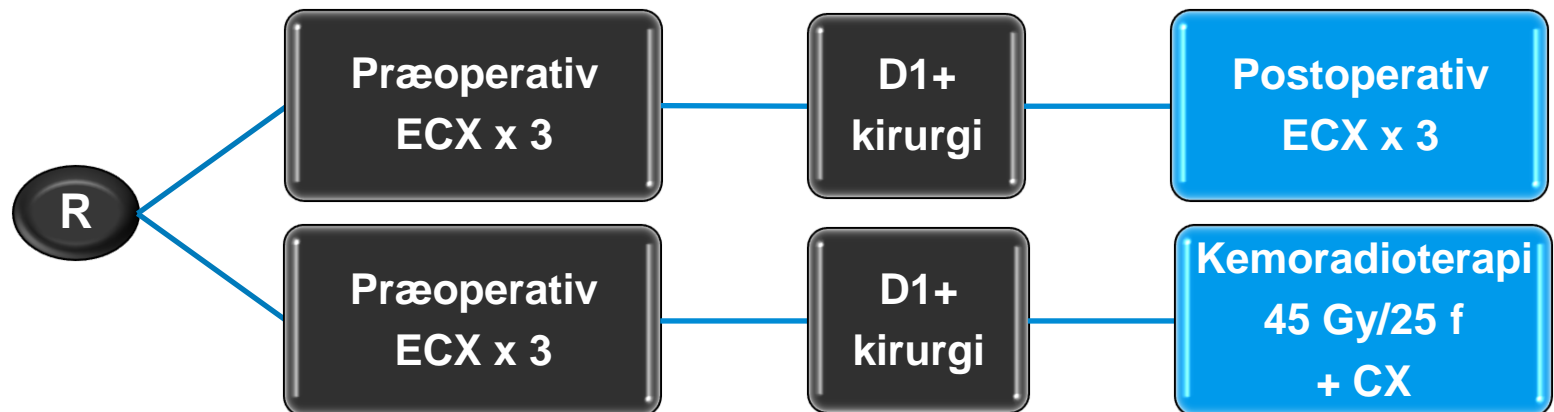 R
Præoperativ
ECX x 3
D1+
kirurgi
Postoperativ
ECX x 3
Præoperativ
ECX x 3
D1+
kirurgi
Kemoradioterapi
45 Gy/25 f
+ CX